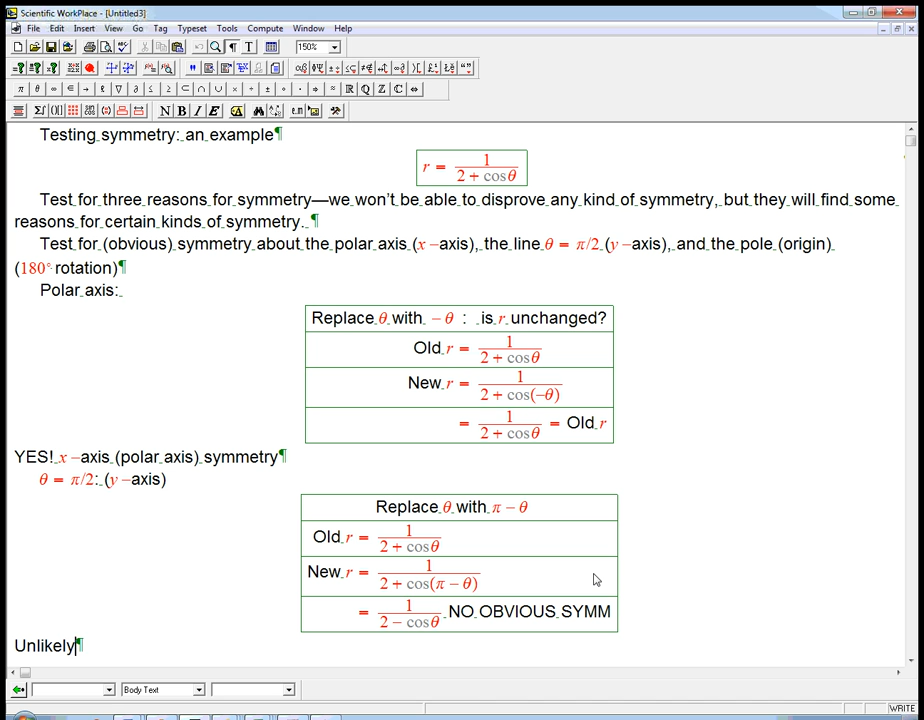 Scientific WorkPlace - [Untitled3]
File Edit Insert View Go Tag Typeset Tools Compute Window Help
150%
N B I E
Testing symmetry: an example¶
r = 1/(2 + cosθ)
Test for three reasons for symmetry—we won't be able to disprove any kind of symmetry, but they will find some
reasons for certain kinds of symmetry. ¶
Test for (obvious) symmetry about the polar axis (x –axis), the line θ = π/2 (y –axis), and the pole (origin)
(180° rotation)¶
Polar axis:
Replace θ with – θ : is r unchanged?
Old r = 1/(2 + cosθ)
New r = 1/(2 + cos(–θ))
= 1/(2 + cosθ) = Old r
YES! x –axis (polar axis) symmetry¶
θ = π/2: (y –axis)
Replace θ with π – θ
Old r = 1/(2 + cosθ)
New r = 1/(2 + cos(π – θ))
= 1/(2 – cosθ) NO OBVIOUS SYMM
Unlikely¶
Body Text
WRITE